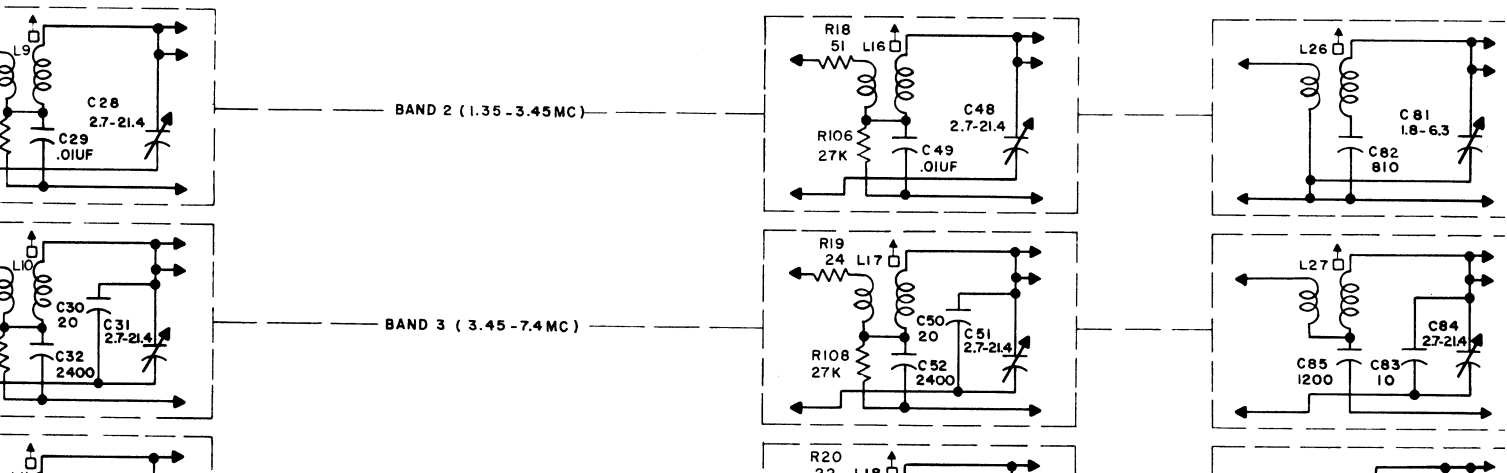 L9
C28
2.7-21.4
C29
.01UF
BAND 2 (1.35-3.45MC)
R18
51
L16
C48
2.7-21.4
R106
27K
C49
.01UF
L26
C81
1.8-6.3
C82
810
L10
C30
20
C31
2.7-21.4
C32
2400
BAND 3 (3.45-7.4MC)
R19
24
L17
C50
20
C51
2.7-21.4
R108
27K
C52
2400
L27
C84
2.7-21.4
C85
1200
C83
10
R20
L18